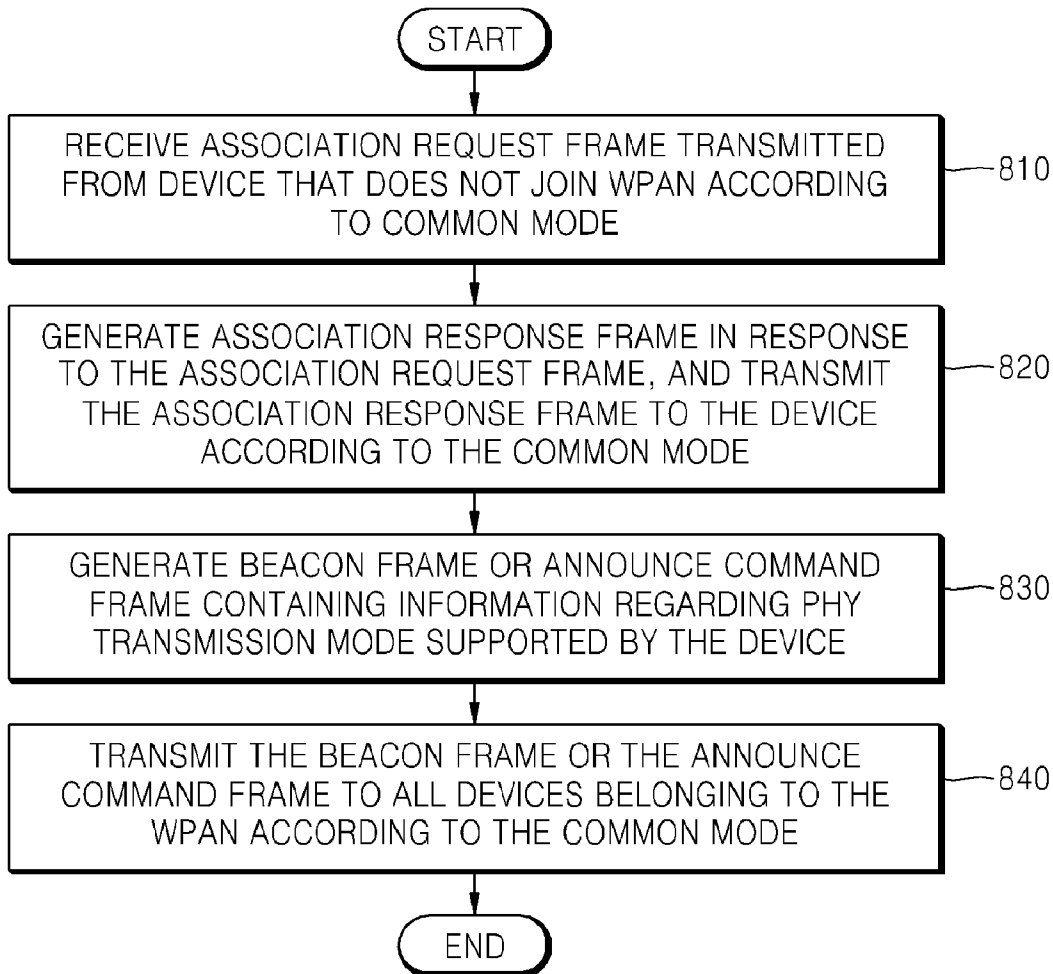 START
RECEIVE ASSOCIATION REQUEST FRAME TRANSMITTED
FROM DEVICE THAT DOES NOT JOIN WPAN ACCORDING
TO COMMON MODE
810
GENERATE ASSOCIATION RESPONSE FRAME IN RESPONSE
TO THE ASSOCIATION REQUEST FRAME, AND TRANSMIT
THE ASSOCIATION RESPONSE FRAME TO THE DEVICE
ACCORDING TO THE COMMON MODE
820
GENERATE BEACON FRAME OR ANNOUNCE COMMAND
FRAME CONTAINING INFORMATION REGARDING PHY
TRANSMISSION MODE SUPPORTED BY THE DEVICE
830
TRANSMIT THE BEACON FRAME OR THE ANNOUNCE
COMMAND FRAME TO ALL DEVICES BELONGING TO THE
WPAN ACCORDING TO THE COMMON MODE
840
END